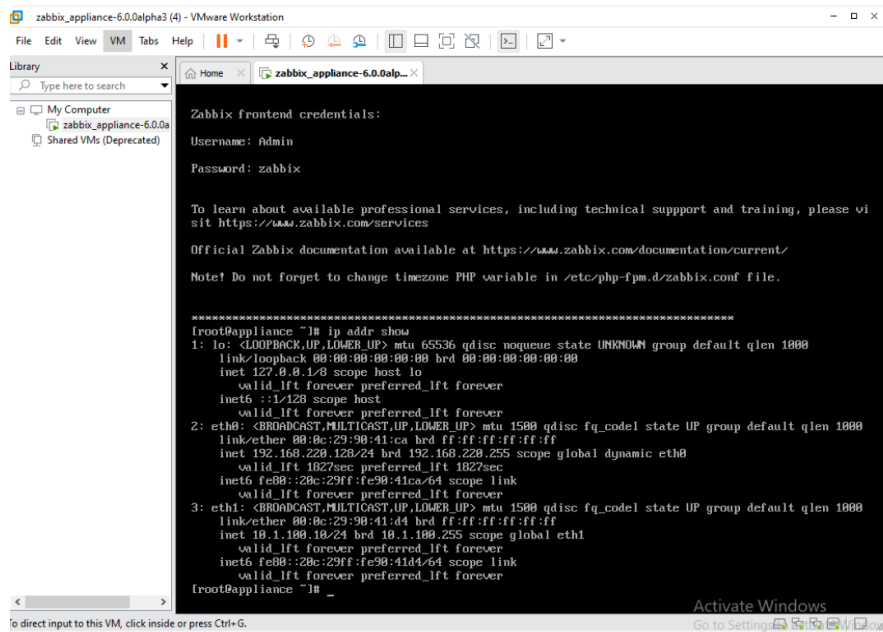 zabbix_appliance-6.0.0alpha3 (4) - VMware Workstation
File Edit View VM Tabs Help
Library
Type here to search
My Computer
zabbix_appliance-6.0.0a
Shared VMs (Deprecated)
Home
zabbix_appliance-6.0.0alp...
Zabbix frontend credentials:
Username: Admin
Password: zabbix
To learn about available professional services, including technical suppport and training, please vi
sit https://www.zabbix.com/services
Official Zabbix documentation available at https://www.zabbix.com/documentation/current/
Note! Do not forget to change timezone PHP variable in /etc/php-fpm.d/zabbix.conf file.
********************************************************************************
[root@appliance ~]# ip addr show
1: lo: <LOOPBACK,UP,LOWER_UP> mtu 65536 qdisc noqueue state UNKNOWN group default qlen 1000
link/loopback 00:00:00:00:00:00 brd 00:00:00:00:00:00
inet 127.0.0.1/8 scope host lo
valid_lft forever preferred_lft forever
inet6 ::1/128 scope host
valid_lft forever preferred_lft forever
2: eth0: <BROADCAST,MULTICAST,UP,LOWER_UP> mtu 1500 qdisc fq_codel state UP group default qlen 1000
link/ether 00:0c:29:90:41:ca brd ff:ff:ff:ff:ff:ff
inet 192.168.220.128/24 brd 192.168.220.255 scope global dynamic eth0
valid_lft 1827sec preferred_lft 1827sec
inet6 fe80::20c:29ff:fe90:41ca/64 scope link
valid_lft forever preferred_lft forever
3: eth1: <BROADCAST,MULTICAST,UP,LOWER_UP> mtu 1500 qdisc fq_codel state UP group default qlen 1000
link/ether 00:0c:29:90:41:d4 brd ff:ff:ff:ff:ff:ff
inet 10.1.100.10/24 brd 10.1.100.255 scope global eth1
valid_lft forever preferred_lft forever
inet6 fe80::20c:29ff:fe90:41d4/64 scope link
valid_lft forever preferred_lft forever
[root@appliance ~]# _
Activate Windows
Go to Settings
To direct input to this VM, click inside or press Ctrl+G.